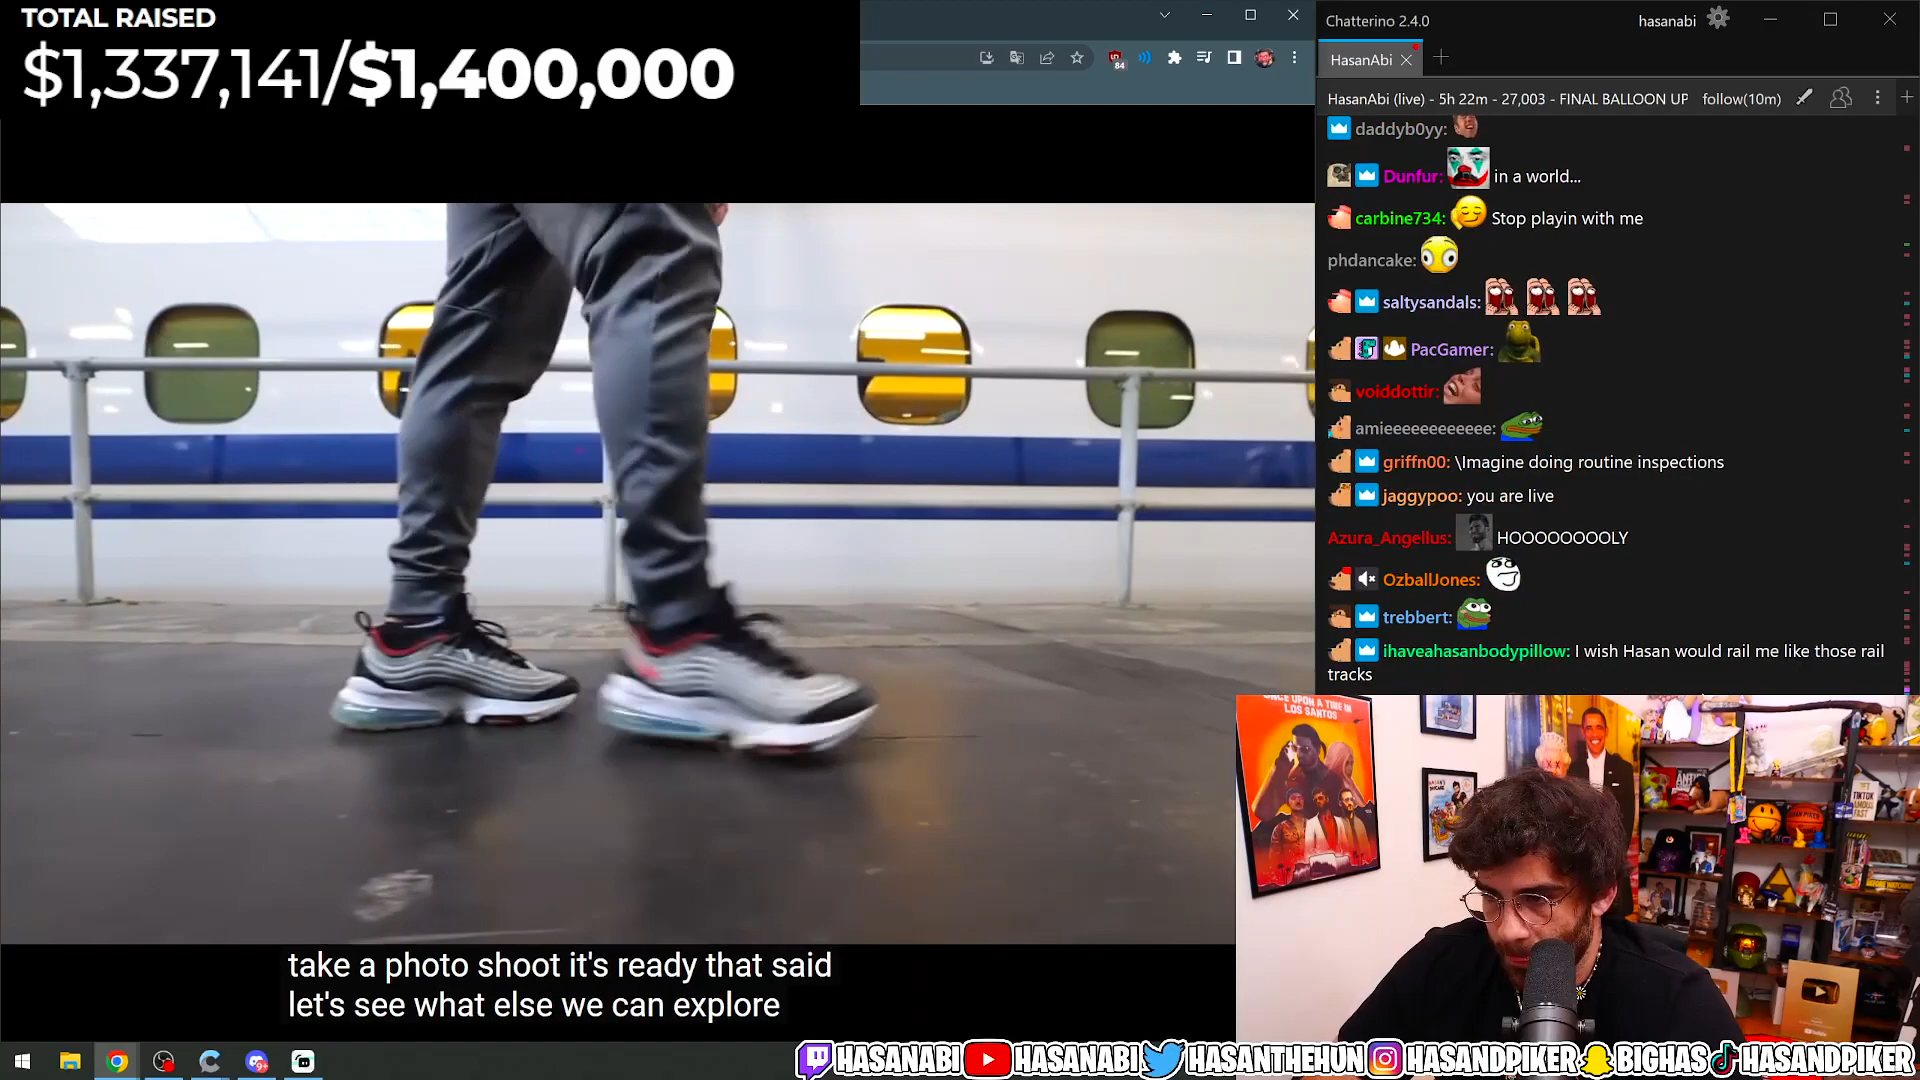 TOTAL RAISED
$1,337,141/$1,400,000
84
Chatterino 2.4.0
hasanabi
HasanAbi
HasanAbi (live) - 5h 22m - 27,003 - FINAL BALLOON UP
follow(10m)
daddyb0yy:
Dunfur: in a world...
carbine734: Stop playin with me
phdancake:
saltysandals:
PacGamer:
voiddottir:
amieeeeeeeeeee:
griffn00: \Imagine doing routine inspections
jaggypoo: you are live
Azura_Angellus: HOOOOOOOOLY
OzballJones:
trebbert:
ihaveahasanbodypillow: I wish Hasan would rail me like those rail
tracks
ONCE UPON A TIME IN
LOS SANTOS
take a photo shoot it's ready that said
let's see what else we can explore
HASANABI HASANABI HASANTHEHUN HASANDPIKER BIGHAS HASANDPIKER